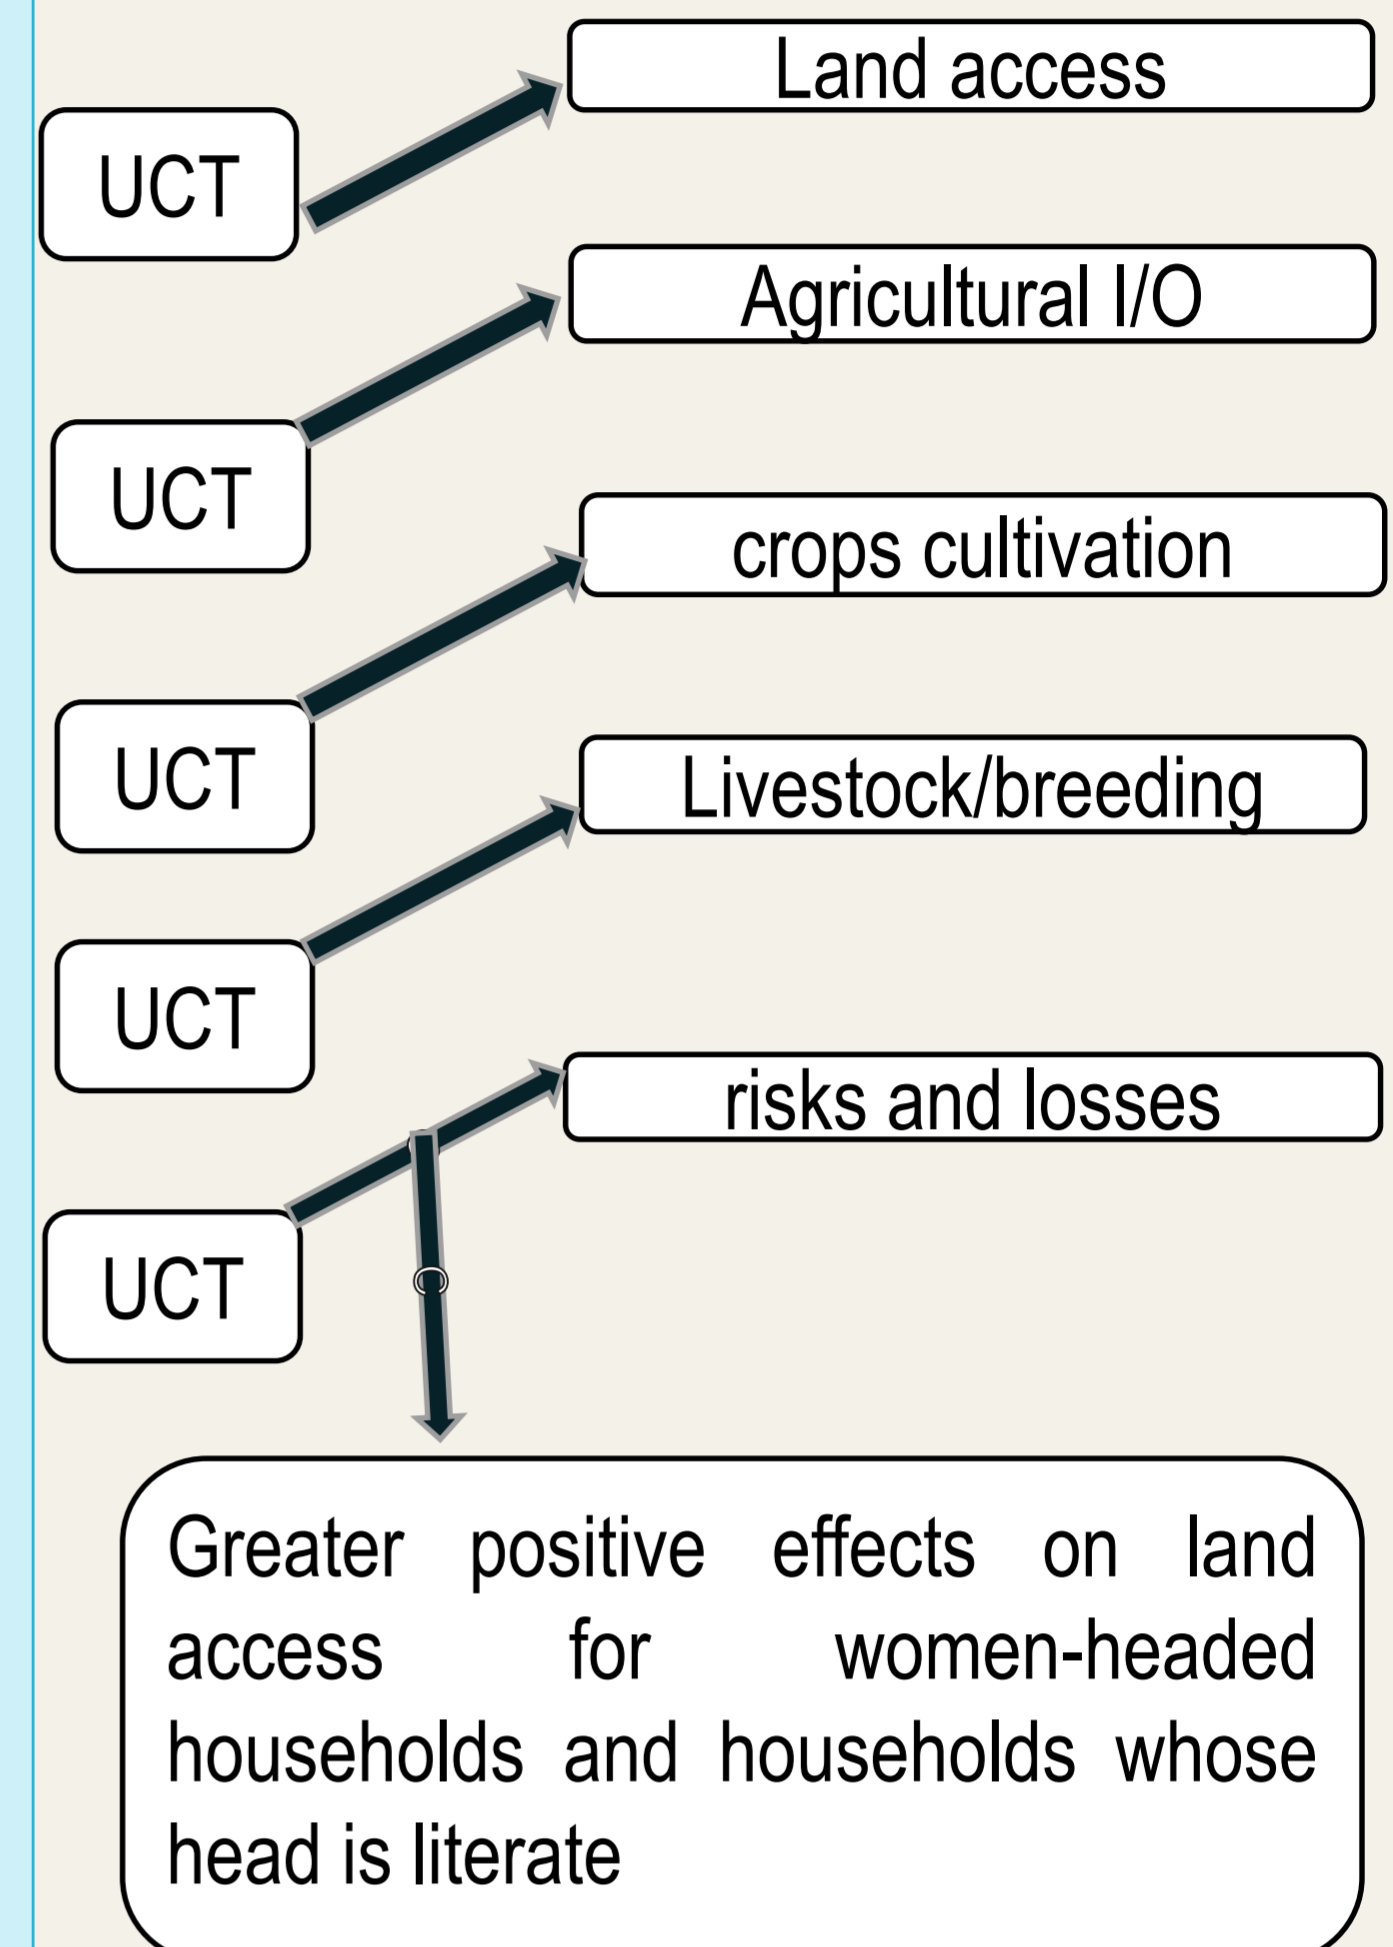 Land access
UCT
Agricultural I/O
UCT
crops cultivation
UCT
Livestock/breeding
UCT
risks and losses
UCT
Greater positive effects on land
access for women-headed
households and households whose
head is literate